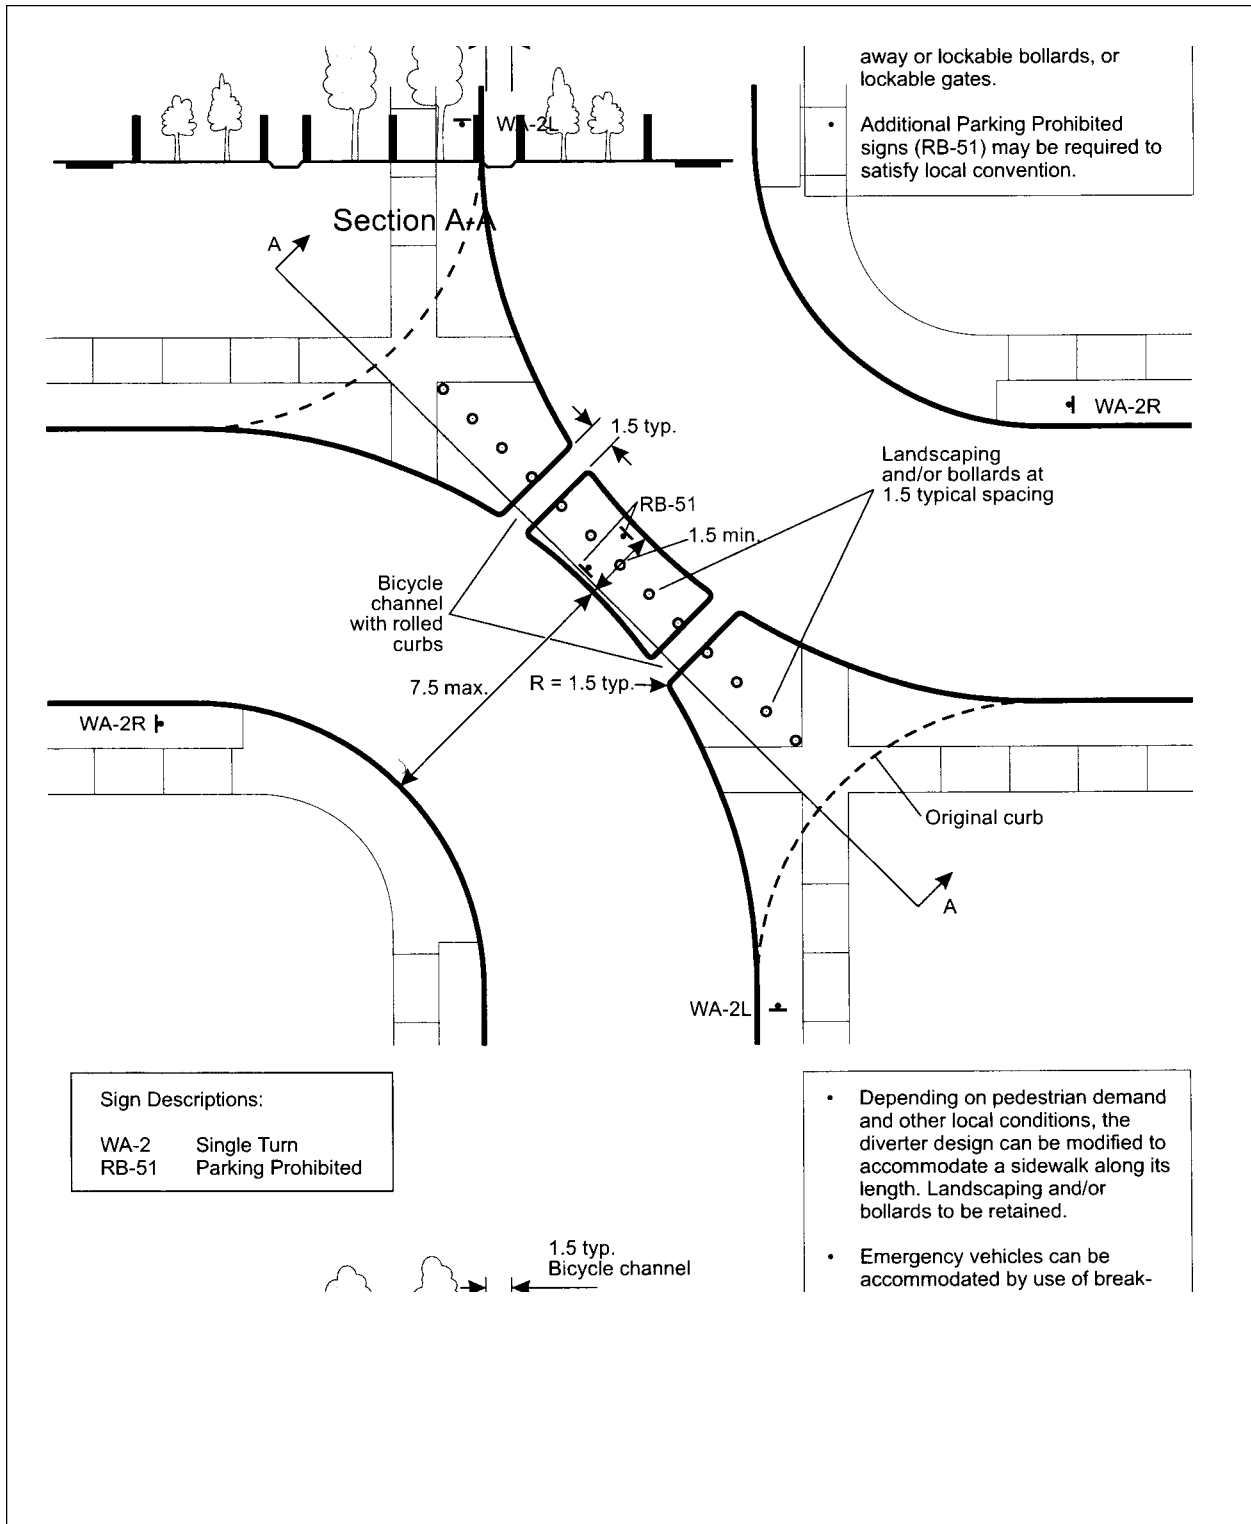 away or lockable bollards, or
lockable gates.
• Additional Parking Prohibited
signs (RB-51) may be required to
satisfy local convention.
WA-2L
Section A-A
A
WA-2R
1.5 typ.
Landscaping
and/or bollards at
1.5 typical spacing
RB-51
1.5 min.
Bicycle
channel
with rolled
curbs
7.5 max.
R = 1.5 typ.
WA-2R
Original curb
A
WA-2L
Sign Descriptions:
WA-2 Single Turn
RB-51 Parking Prohibited
• Depending on pedestrian demand
and other local conditions, the
diverter design can be modified to
accommodate a sidewalk along its
length. Landscaping and/or
bollards to be retained.
• Emergency vehicles can be
accommodated by use of break-
1.5 typ.
Bicycle channel